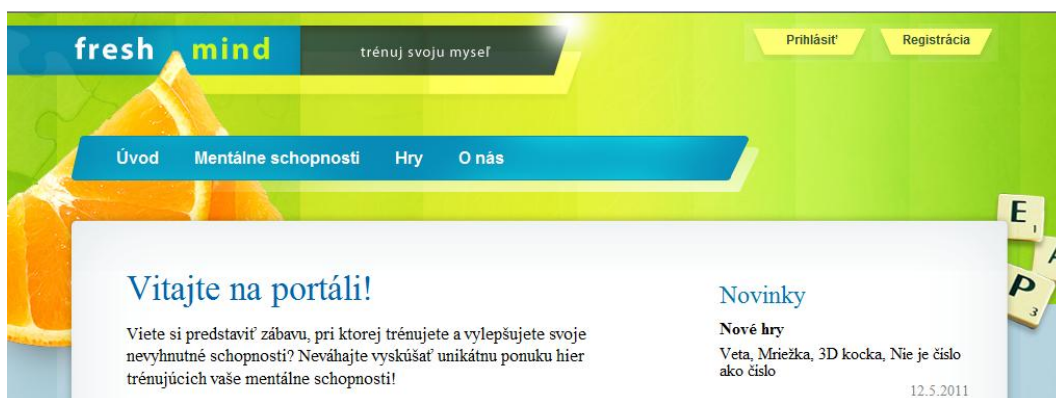 fresh mind
trénuj svoju myseľ
Prihlásiť
Registrácia
Úvod
Mentálne schopnosti
Hry
O nás
Vitajte na portáli!
Viete si predstaviť zábavu, pri ktorej trénujete a vylepšujete svoje
nevyhnutné schopnosti? Neváhajte vyskúšať unikátnu ponuku hier
trénujúcich vaše mentálne schopnosti!
Novinky
Nové hry
Veta, Mriežka, 3D kocka, Nie je číslo
ako číslo
12.5.2011
E1
A
P3